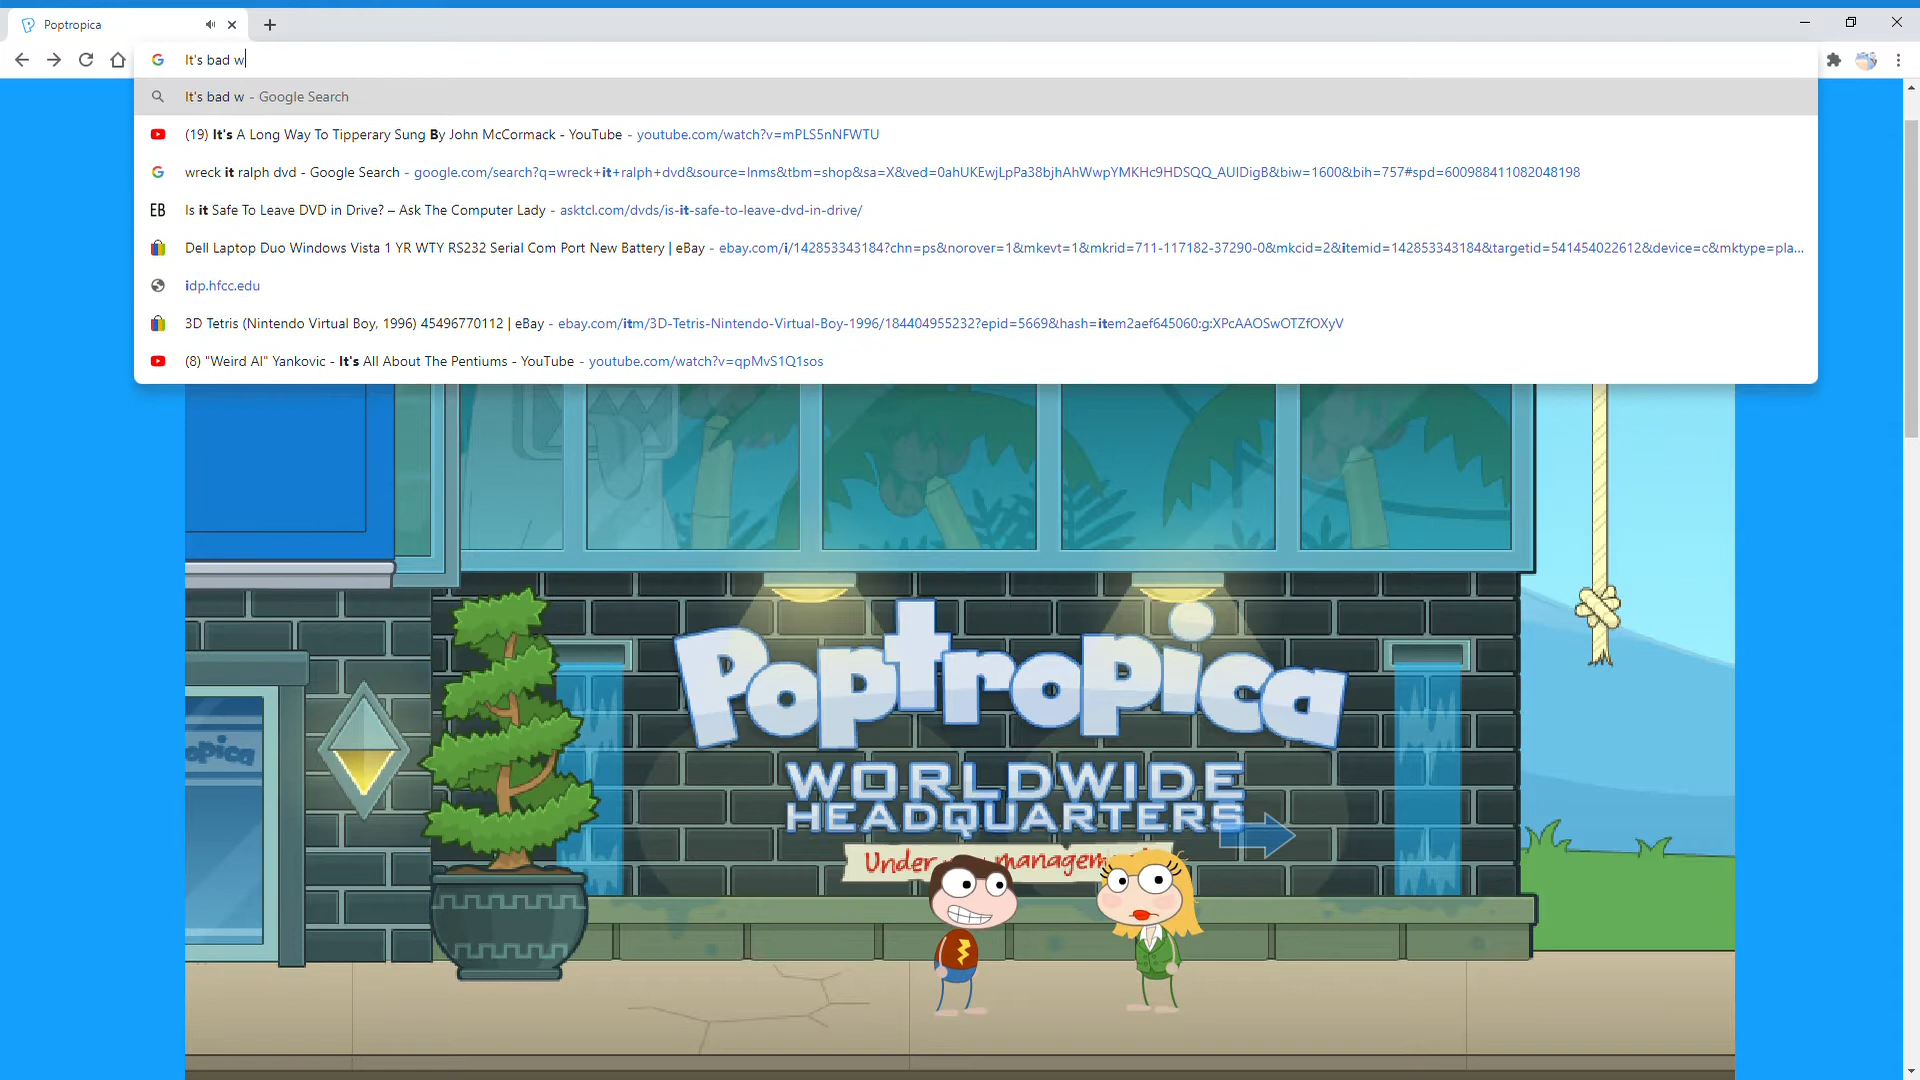 Poptropica
It's bad w
It's bad w - Google Search
(19) It's A Long Way To Tipperary Sung By John McCormack - YouTube - youtube.com/watch?v=mPLS5nNFWTU
wreck it ralph dvd - Google Search - google.com/search?q=wreck+it+ralph+dvd&source=lnms&tbm=shop&sa=X&ved=0ahUKEwjLpPa38bjhAhWwpYMKHc9HDSQQ_AUIDigB&biw=1600&bih=757#spd=600988411082048198
EB Is it Safe To Leave DVD in Drive? – Ask The Computer Lady - asktcl.com/dvds/is-it-safe-to-leave-dvd-in-drive/
Dell Laptop Duo Windows Vista 1 YR WTY RS232 Serial Com Port New Battery | eBay - ebay.com/i/142853343184?chn=ps&norover=1&mkevt=1&mkrid=711-117182-37290-0&mkcid=2&itemid=142853343184&targetid=541454022612&device=c&mktype=pla...
idp.hfcc.edu
3D Tetris (Nintendo Virtual Boy, 1996) 45496770112 | eBay - ebay.com/itm/3D-Tetris-Nintendo-Virtual-Boy-1996/184404955232?epid=5669&hash=item2aef645060:g:XPcAAOSwOTZfOXyV
(8) "Weird Al" Yankovic - It's All About The Pentiums - YouTube - youtube.com/watch?v=qpMvS1Q1sos
Poptropica
WORLDWIDE
HEADQUARTERS
Under
opica